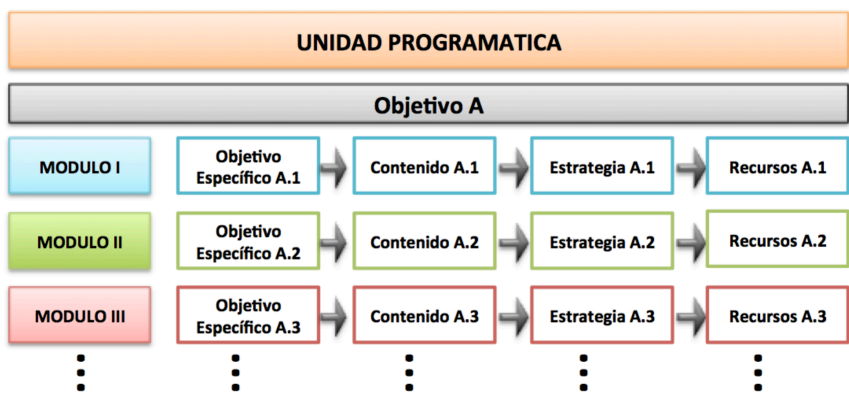 UNIDAD PROGRAMATICA
Objetivo A
MODULO I
Objetivo
Específico A.1
Contenido A.1
Estrategia A.1
Recursos A.1
MODULO II
Objetivo
Específico A.2
Contenido A.2
Estrategia A.2
Recursos A.2
MODULO III
Objetivo
Específico A.3
Contenido A.3
Estrategia A.3
Recursos A.3